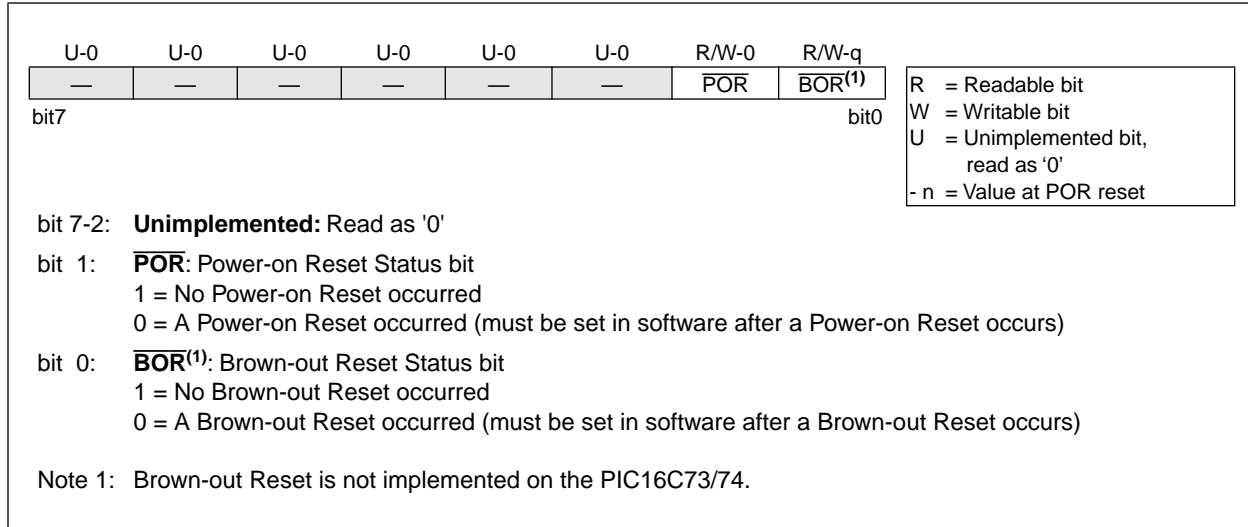 U-0 U-0 U-0 U-0 U-0 U-0 R/W-0 R/W-q
— — — — — — P̅O̅R̅ B̅O̅R̅(1)
bit7 bit0
R = Readable bit
W = Writable bit
U = Unimplemented bit,
read as ‘0’
- n = Value at POR reset
bit 7-2: Unimplemented: Read as '0'
bit 1: P̅O̅R̅: Power-on Reset Status bit
1 = No Power-on Reset occurred
0 = A Power-on Reset occurred (must be set in software after a Power-on Reset occurs)
bit 0: B̅O̅R̅(1): Brown-out Reset Status bit
1 = No Brown-out Reset occurred
0 = A Brown-out Reset occurred (must be set in software after a Brown-out Reset occurs)
Note 1: Brown-out Reset is not implemented on the PIC16C73/74.